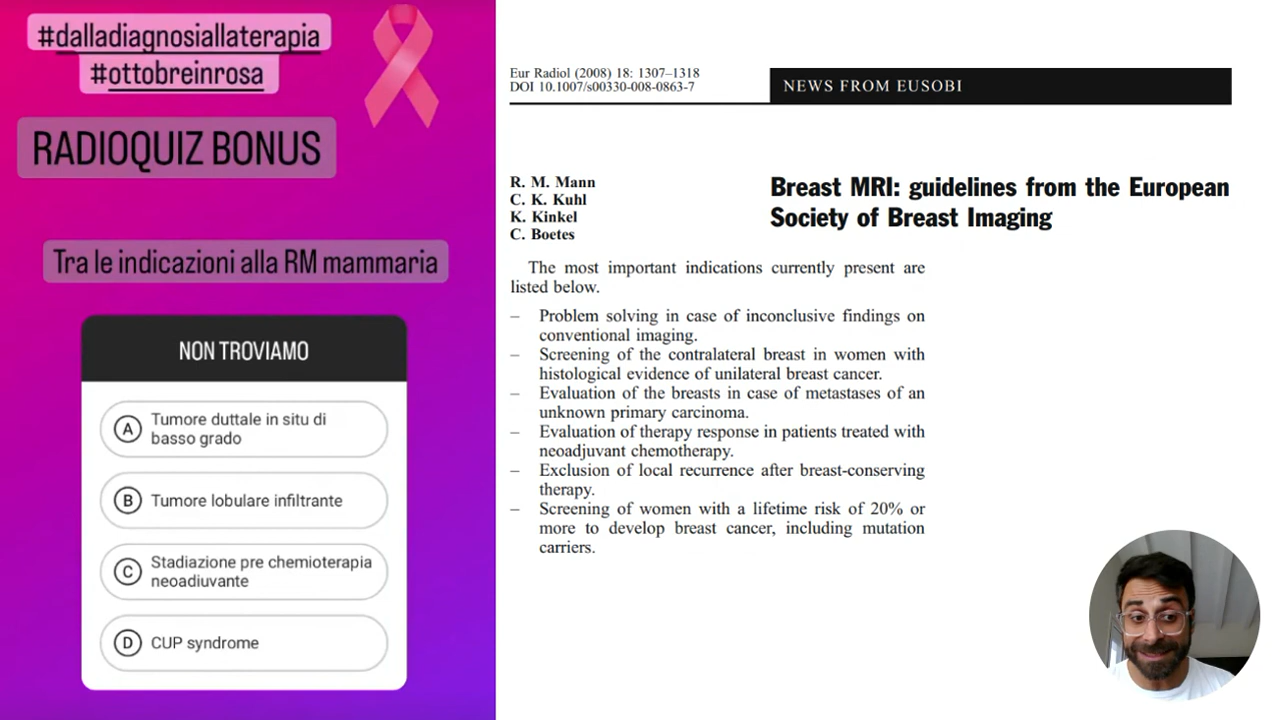 #dalladiagnosiallaterapia
#ottobreinrosa
RADIOQUIZ BONUS
Tra le indicazioni alla RM mammaria
NON TROVIAMO
A Tumore duttale in situ di
basso grado
B Tumore lobulare infiltrante
C Stadiazione pre chemioterapia
neoadiuvante
D CUP syndrome
Eur Radiol (2008) 18: 1307–1318
DOI 10.1007/s00330-008-0863-7
NEWS FROM EUSOBI
R. M. Mann
C. K. Kuhl
K. Kinkel
C. Boetes
Breast MRI: guidelines from the European
Society of Breast Imaging
The most important indications currently present are
listed below.
– Problem solving in case of inconclusive findings on
conventional imaging.
– Screening of the contralateral breast in women with
histological evidence of unilateral breast cancer.
– Evaluation of the breasts in case of metastases of an
unknown primary carcinoma.
– Evaluation of therapy response in patients treated with
neoadjuvant chemotherapy.
– Exclusion of local recurrence after breast-conserving
therapy.
– Screening of women with a lifetime risk of 20% or
more to develop breast cancer, including mutation
carriers.